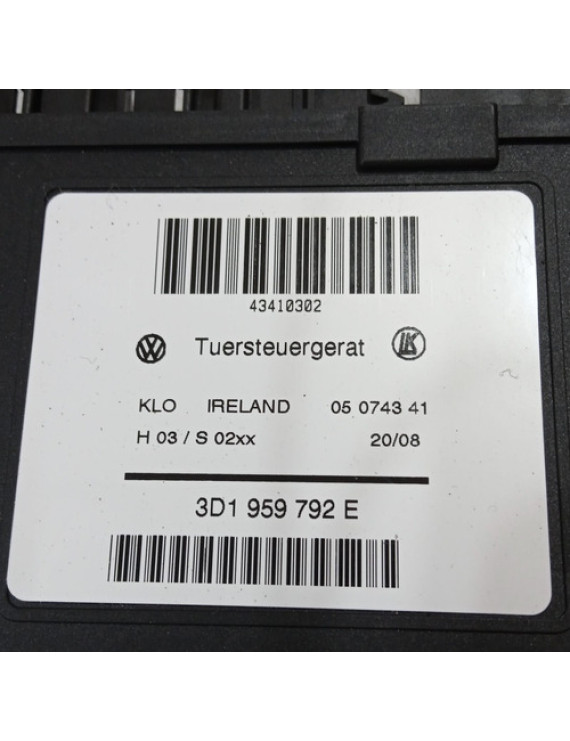 43410302
Tuersteuergerat
KLO IRELAND 05 0743 41
H 03 / S 02xx 20/08
3D1 959 792 E